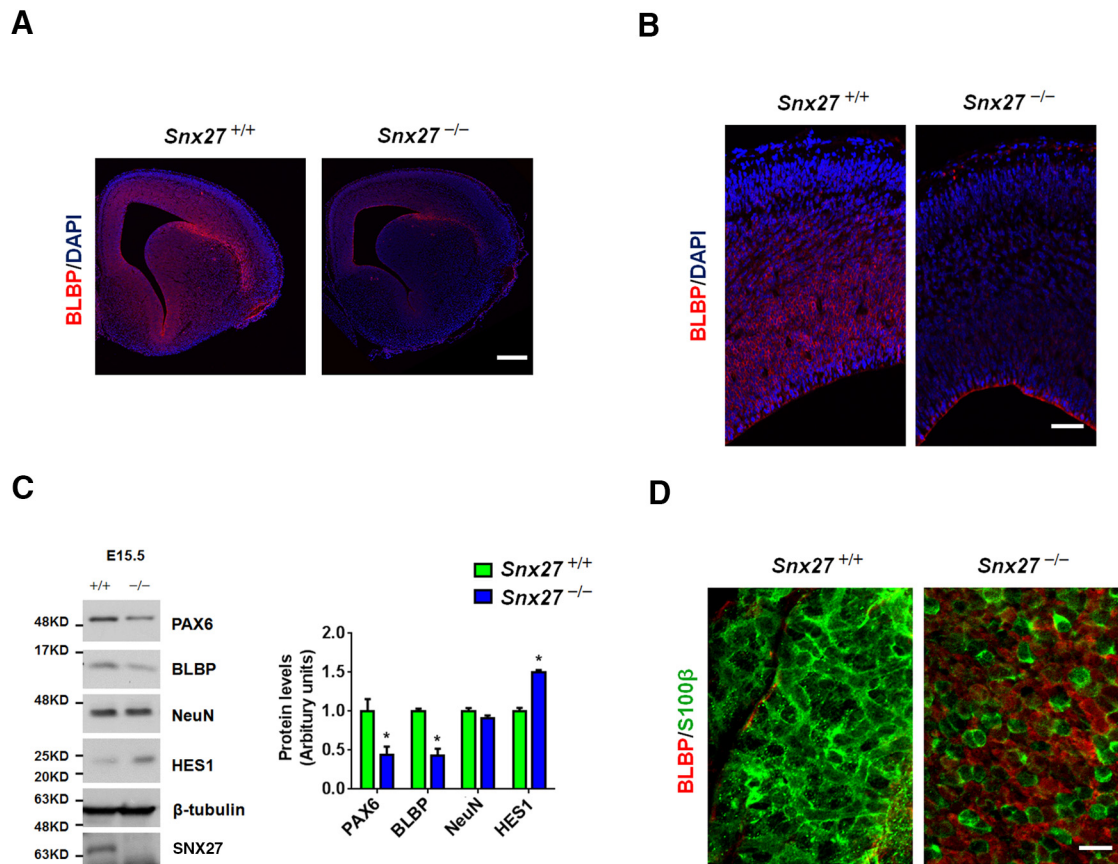 A
Snx27 +/+
Snx27 −/−
BLBP/DAPI
B
Snx27 +/+
Snx27 −/−
BLBP/DAPI
C
E15.5
+/+ −/−
48KD PAX6
17KD
BLBP
48KD
NeuN
25KD
HES1
20KD
63KD
β-tubulin
48KD
SNX27
63KD
Snx27 +/+
Snx27 −/−
Protein levels
(Arbitury units)
2.0
1.5
1.0
0.5
0.0
* * *
PAX6 BLBP NeuN HES1
D
Snx27 +/+
Snx27 −/−
BLBP/S100β